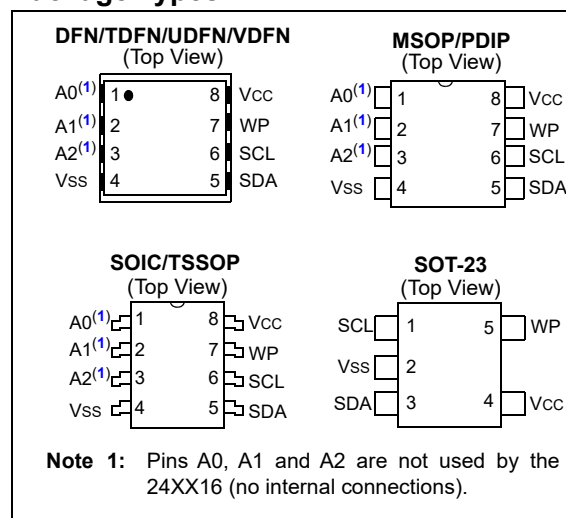 DFN/TDFN/UDFN/VDFN
(Top View)
A0(1) 1 8 VCC
A1(1) 2 7 WP
A2(1) 3 6 SCL
VSS 4 5 SDA
MSOP/PDIP
(Top View)
A0(1) 1 8 VCC
A1(1) 2 7 WP
A2(1) 3 6 SCL
VSS 4 5 SDA
SOIC/TSSOP
(Top View)
A0(1) 1 8 VCC
A1(1) 2 7 WP
A2(1) 3 6 SCL
VSS 4 5 SDA
SOT-23
(Top View)
SCL 1 5 WP
VSS 2
SDA 3 4 VCC
Note 1: Pins A0, A1 and A2 are not used by the
24XX16 (no internal connections).